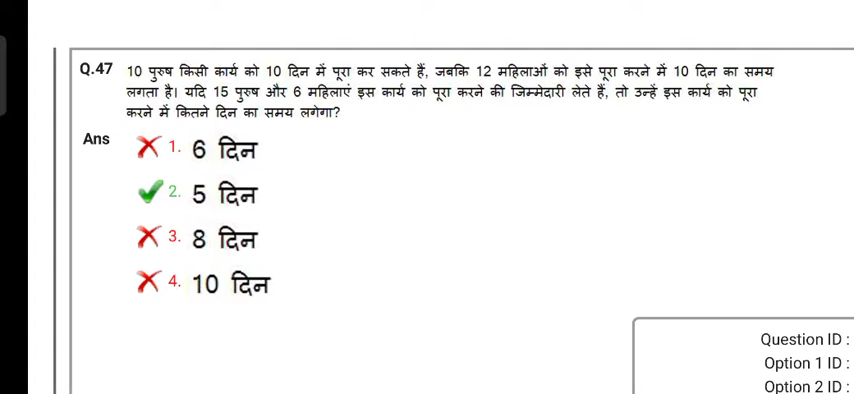 Q.47 10 पुरुष किसी कार्य को 10 दिन में पूरा कर सकते हैं, जबकि 12 महिलाओं को इसे पूरा करने में 10 दिन का समय
लगता है। यदि 15 पुरुष और 6 महिलाएं इस कार्य को पूरा करने की जिम्मेदारी लेते हैं, तो उन्हें इस कार्य को पूरा
करने में कितने दिन का समय लगेगा?
Ans 1. 6 दिन
2. 5 दिन
3. 8 दिन
4. 10 दिन
Question ID :
Option 1 ID :
Option 2 ID :